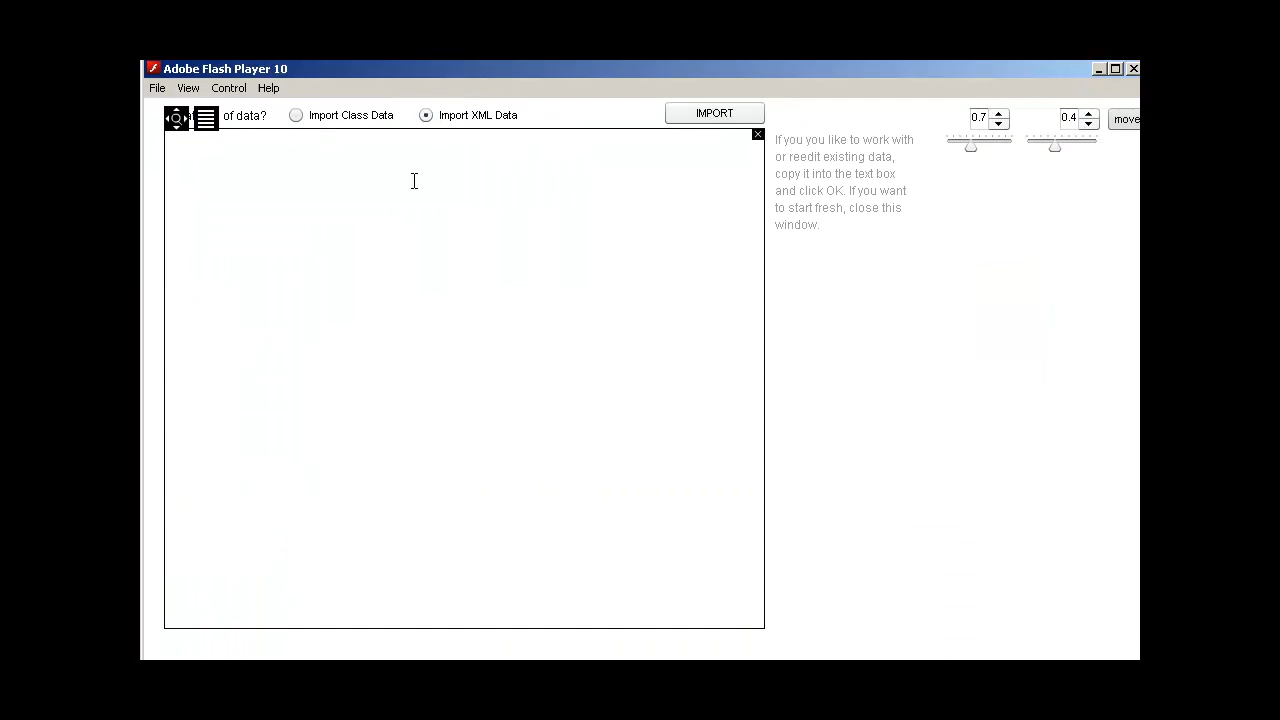 Adobe Flash Player 10
File View Control Help
of data? Import Class Data Import XML Data IMPORT 0.7 0.4 move
If you you like to work with
or reedit existing data,
copy it into the text box
and click OK. If you want
to start fresh, close this
window.